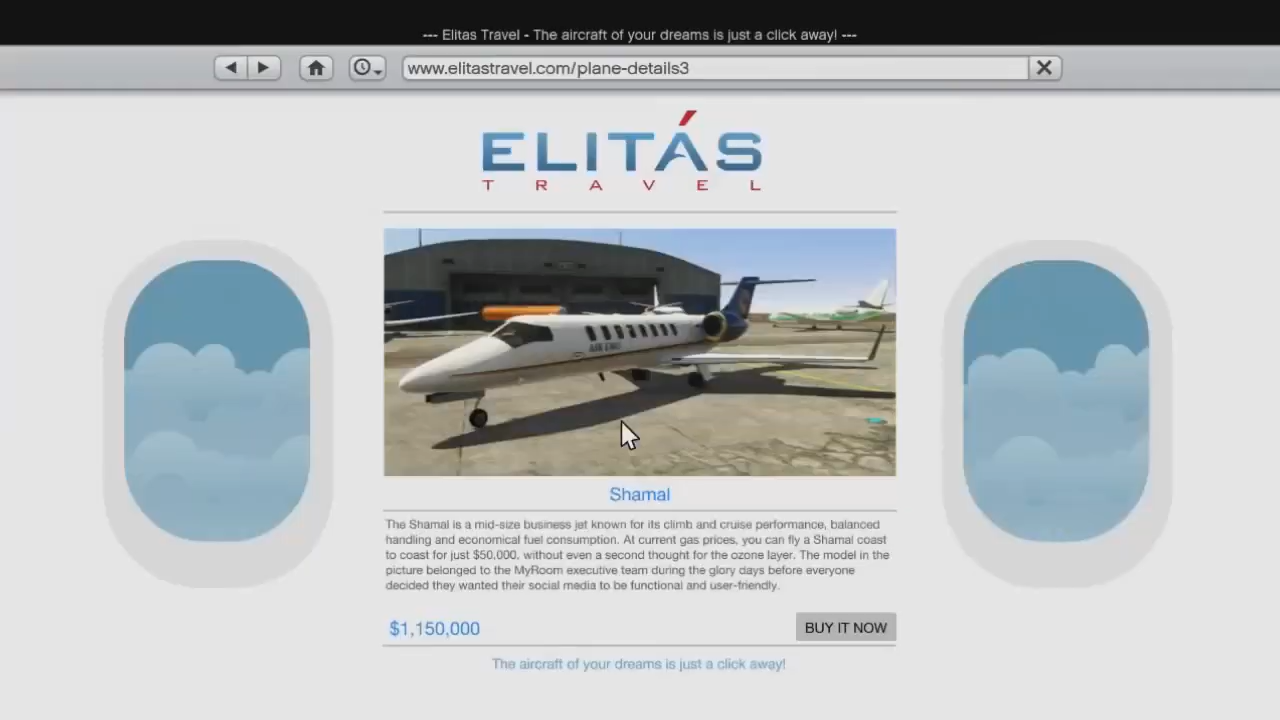 --- Elitas Travel - The aircraft of your dreams is just a click away! ---
www.elitastravel.com/plane-details3
ELITÁS
TRAVEL
Shamal
The Shamal is a mid-size business jet known for its climb and cruise performance, balanced
handling and economical fuel consumption. At current gas prices, you can fly a Shamal coast
to coast for just $50,000, without even a second thought for the ozone layer. The model in the
picture belonged to the MyRoom executive team during the glory days before everyone
decided they wanted their social media to be functional and user-friendly.
$1,150,000
BUY IT NOW
The aircraft of your dreams is just a click away!